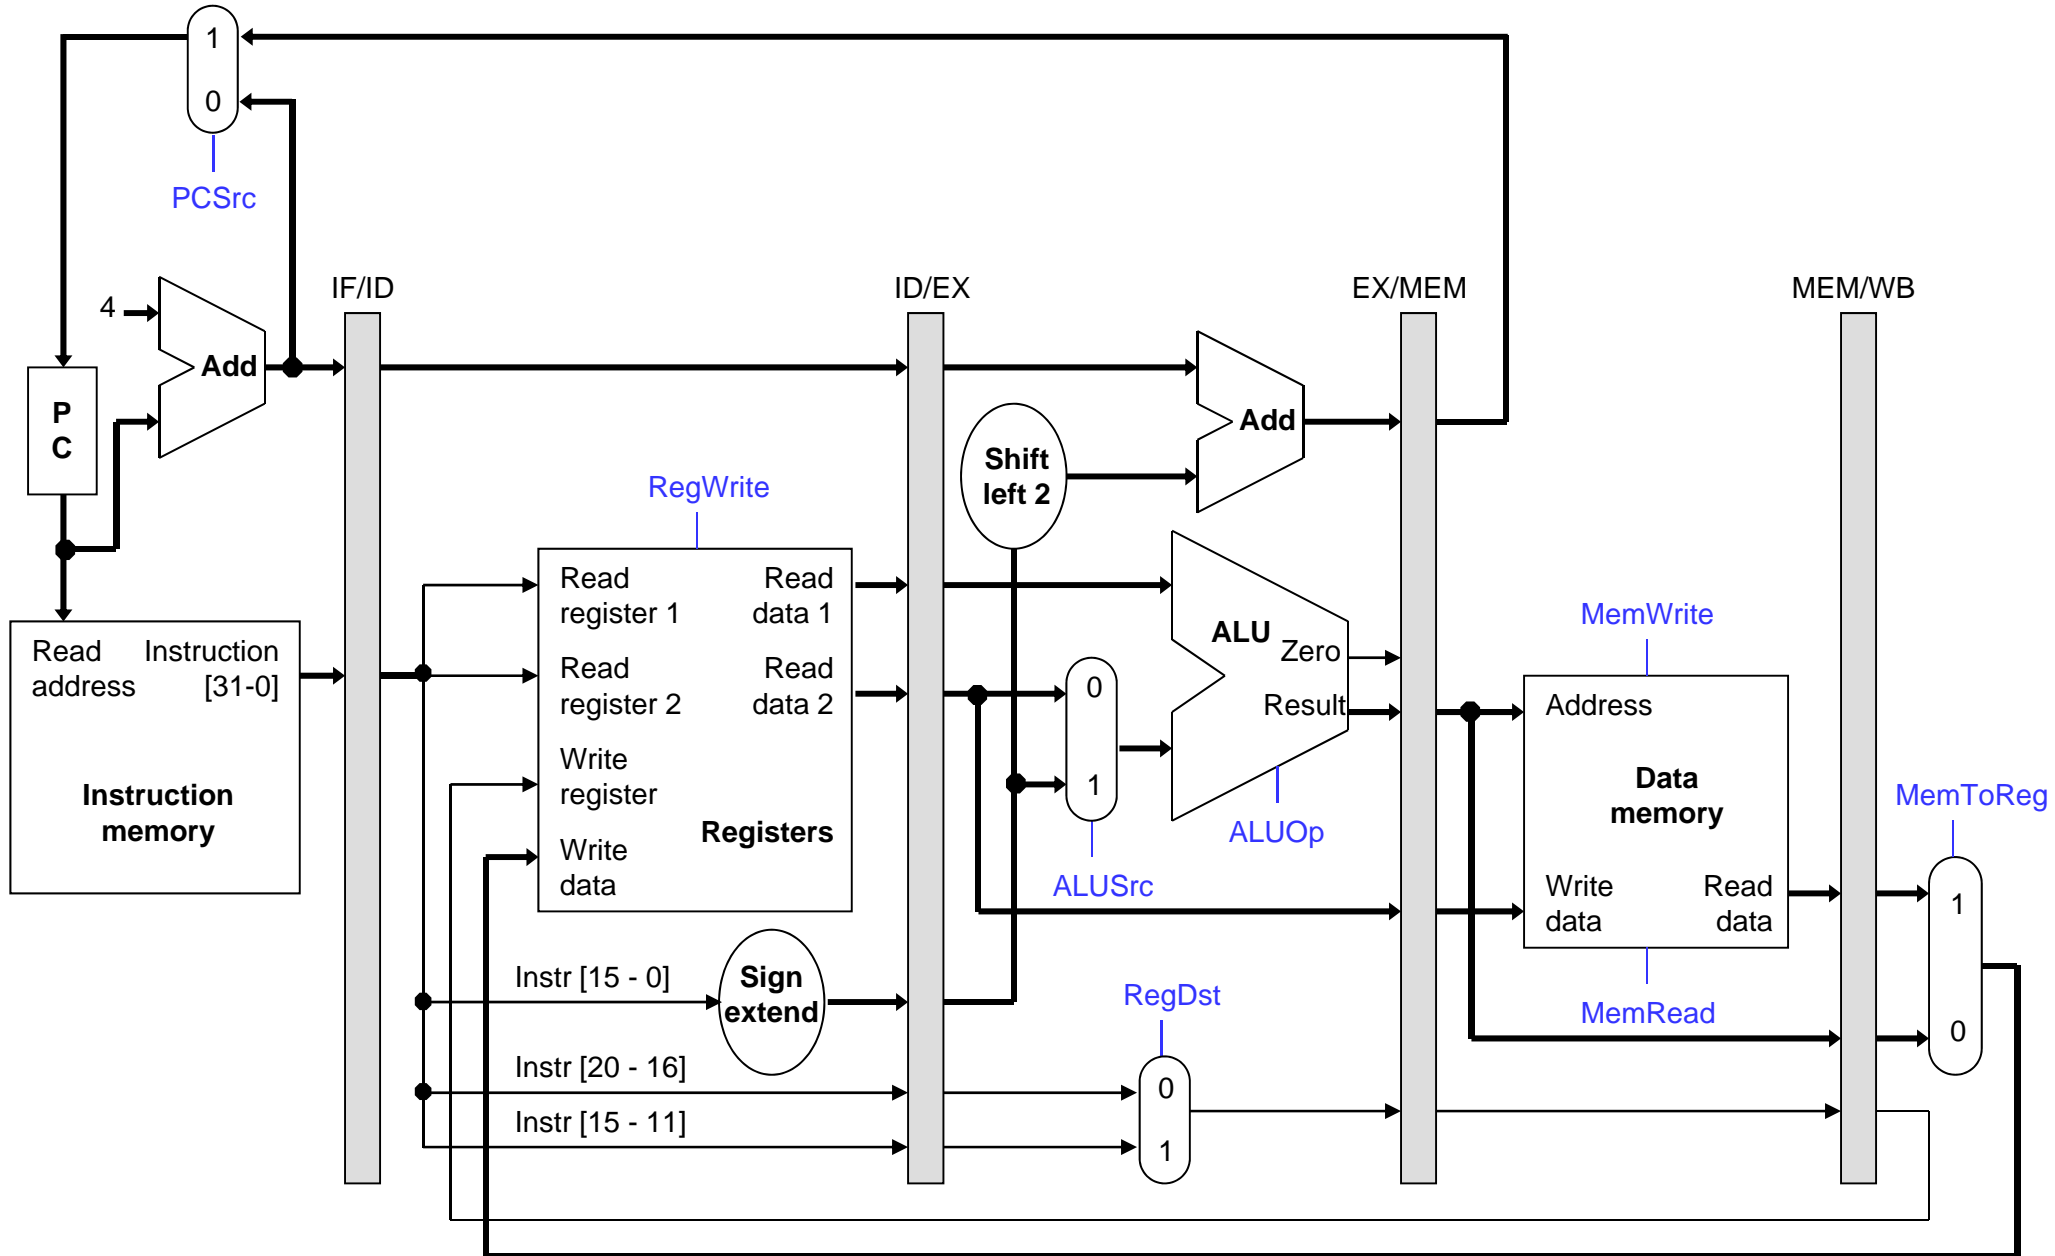 1
0
PCSrc
4
Add
P
C
IF/ID
ID/EX
EX/MEM
MEM/WB
Shift
left 2
Add
RegWrite
Read
address
Instruction
[31-0]
Instruction
memory
Read
register 1
Read
data 1
Read
register 2
Read
data 2
Write
register
Write
data
Registers
0
1
ALUSrc
ALU
Zero
Result
ALUOp
MemWrite
Address
Data
memory
Write
data
Read
data
MemRead
MemToReg
1
0
Instr [15 - 0]
Sign
extend
Instr [20 - 16]
Instr [15 - 11]
RegDst
0
1